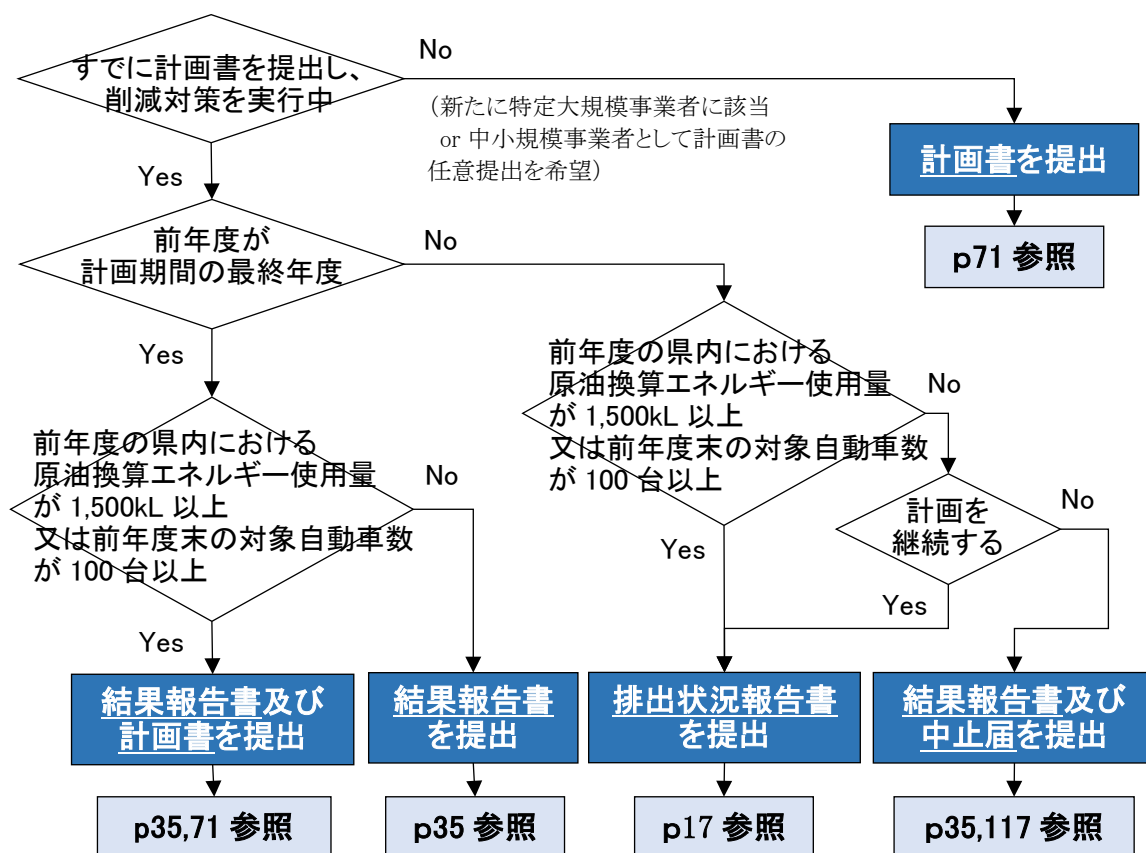 すでに計画書を提出し、
削減対策を実行中
No
（新たに特定大規模事業者に該当
or 中小規模事業者として計画書の
任意提出を希望）
計画書を提出
p71 参照
Yes
前年度が
計画期間の最終年度
No
Yes
前年度の県内における
原油換算エネルギー使用量
が 1,500kL 以上
又は前年度末の対象自動車数
が 100 台以上
No
計画を
継続する
No
Yes
Yes
前年度の県内における
原油換算エネルギー使用量
が 1,500kL 以上
又は前年度末の対象自動車数
が 100 台以上
No
Yes
結果報告書及び
計画書を提出
結果報告書
を提出
排出状況報告書
を提出
結果報告書及び
中止届を提出
p35,71 参照
p35 参照
p17 参照
p35,117 参照